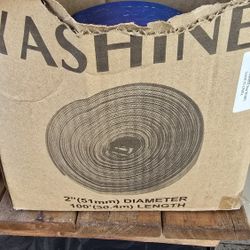 YASHINE
2"(51mm) DIAMETER
100'(30.4m) LENGTH